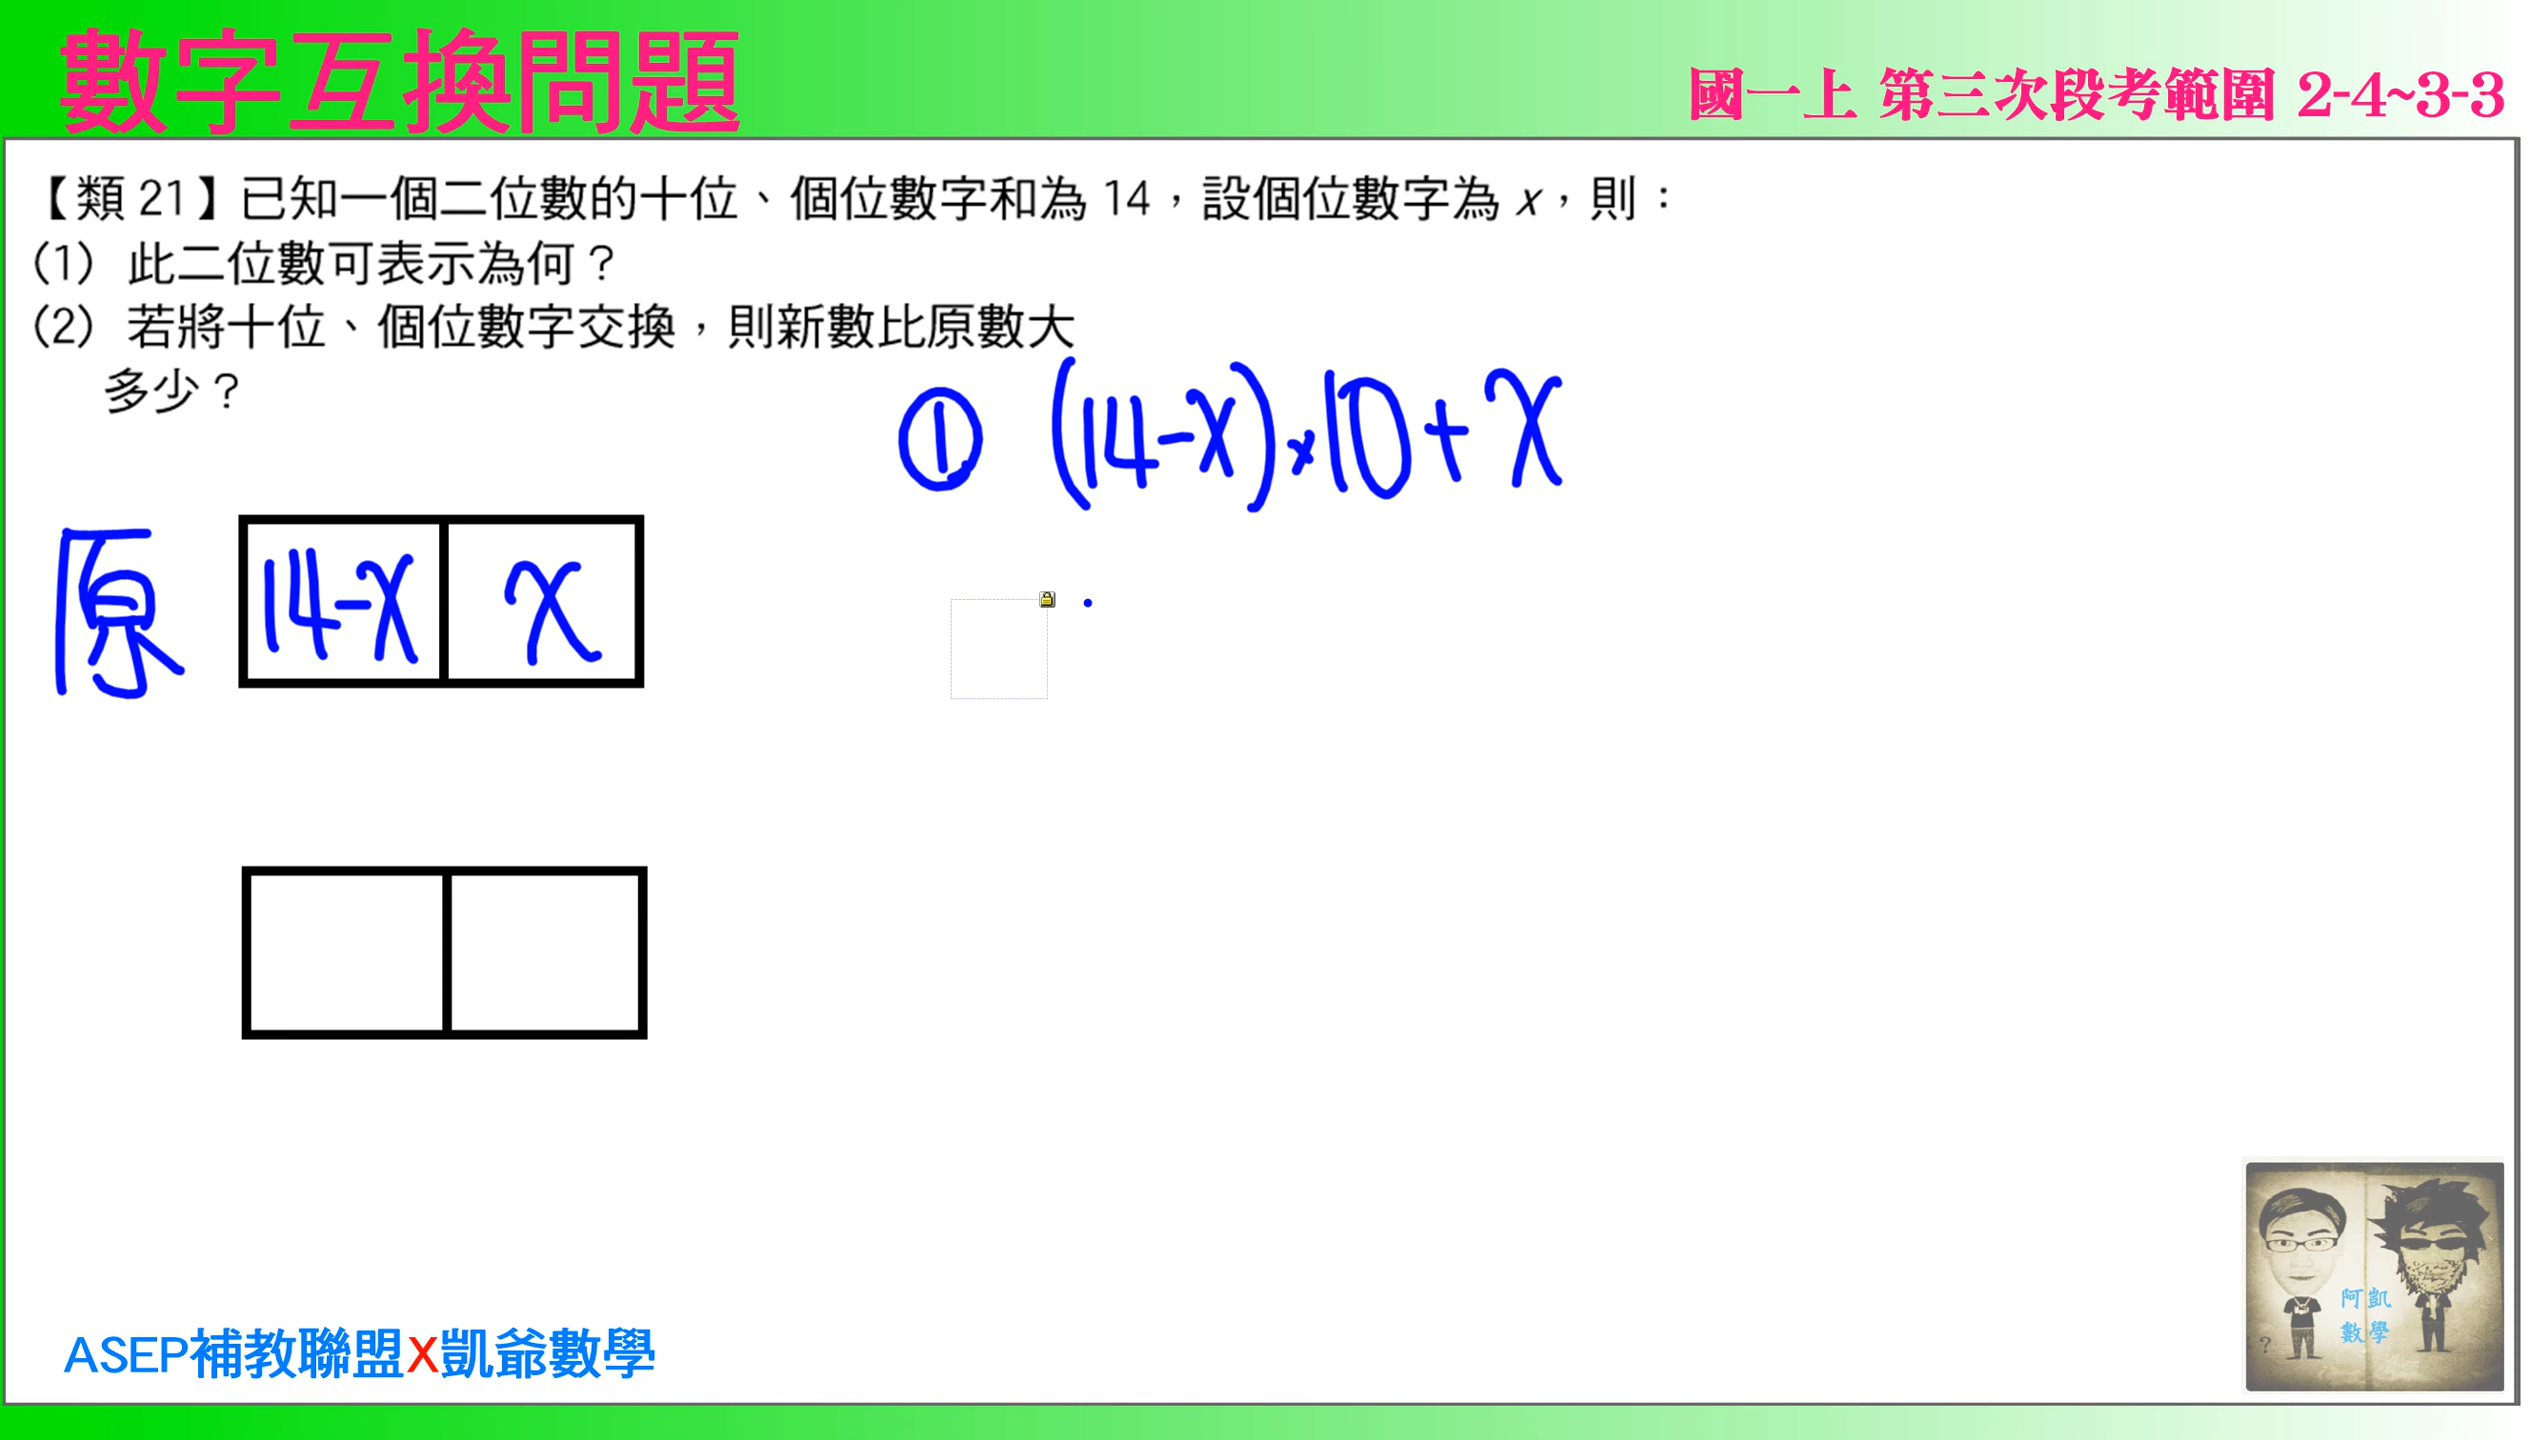 數字互換問題
國一上 第三次段考範圍 2-4~3-3
【類 21】已知一個二位數的十位、個位數字和為 14,設個位數字為 x,則:
(1) 此二位數可表示為何?
(2) 若將十位、個位數字交換,則新數比原數大
多少?
① (14-x)×10+x
原 14-x x
ASEP補教聯盟X凱爺數學
阿凱
數學
?